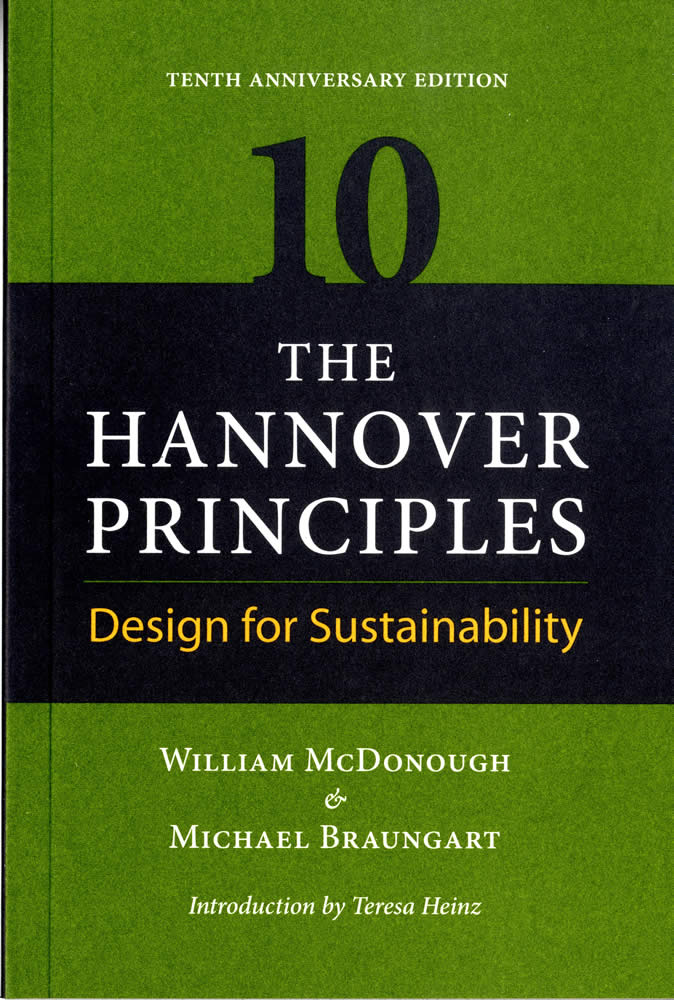 TENTH ANNIVERSARY EDITION
10
THE
HANNOVER
PRINCIPLES
Design for Sustainability
WILLIAM MCDONOUGH
&
MICHAEL BRAUNGART
Introduction by Teresa Heinz